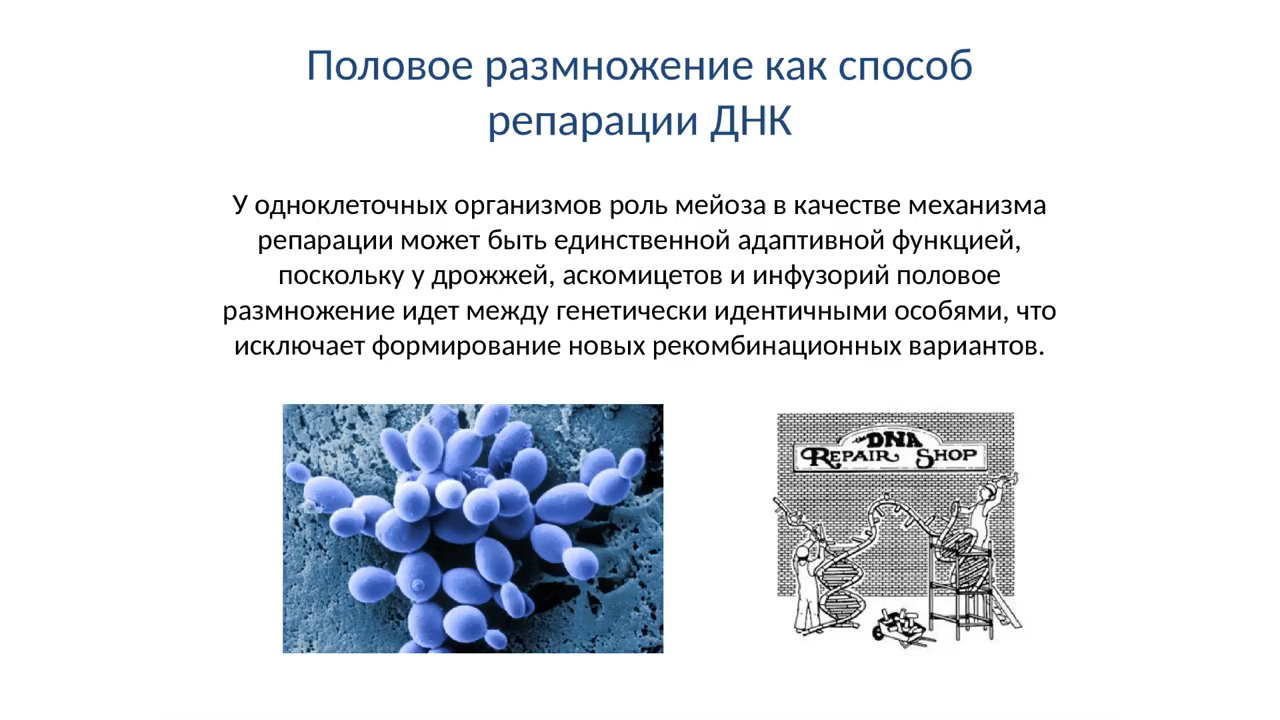 Половое размножение как способ
репарации ДНК
У одноклеточных организмов роль мейоза в качестве механизма
репарации может быть единственной адаптивной функцией,
поскольку у дрожжей, аскомицетов и инфузорий половое
размножение идет между генетически идентичными особями, что
исключает формирование новых рекомбинационных вариантов.
the DNA
REPAIR SHOP